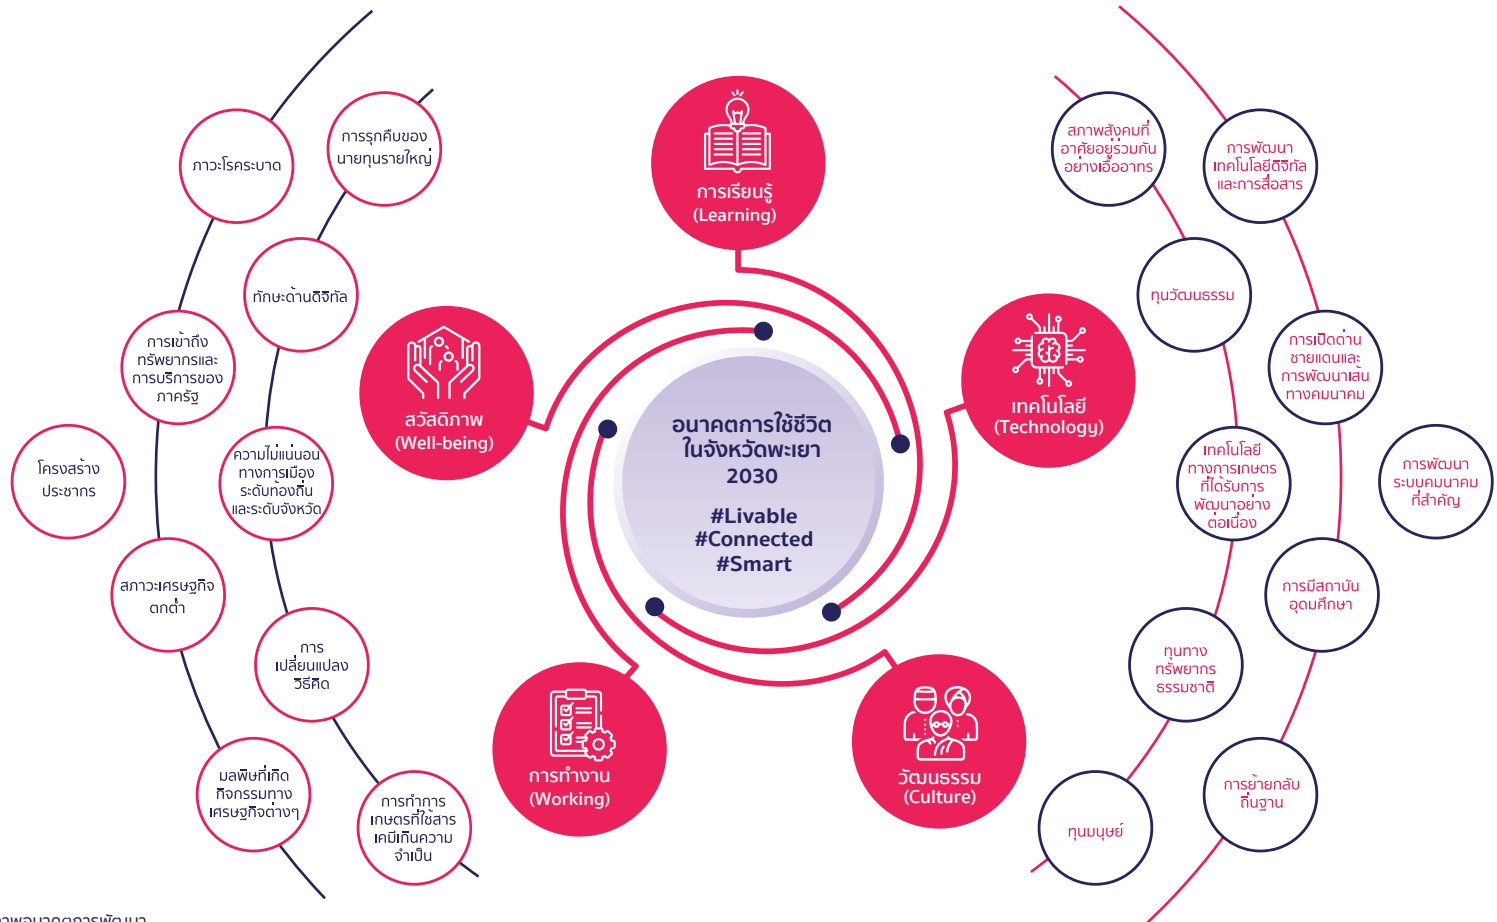 ภาวะโรคระบาด
การรุกคืบของ
นายทุนรายใหญ่
ทักษะด้านดิจิทัล
การเข้าถึง
ทรัพยากรและ
การบริการของ
ภาครัฐ
ความไม่แน่นอน
ทางการเมือง
ระดับท้องถิ่น
และระดับจังหวัด
โครงสร้าง
ประชากร
สภาวะเศรษฐกิจ
ตกต่ำ
การ
เปลี่ยนแปลง
วิธีคิด
มลพิษที่เกิด
กิจกรรมทาง
เศรษฐกิจต่างๆ
การทำการ
เกษตรที่ใช้สาร
เคมีเกินความ
จำเป็น
การเรียนรู้
(Learning)
สวัสดิภาพ
(Well-being)
เทคโนโลยี
(Technology)
อนาคตการใช้ชีวิต
ในจังหวัดพะเยา
2030
#Livable
#Connected
#Smart
การทำงาน
(Working)
วัฒนธรรม
(Culture)
สภาพสังคมที่
อาศัยอยู่ร่วมกัน
อย่างเอื้ออาทร
การพัฒนา
เทคโนโลยีดิจิทัล
และการสื่อสาร
ทุนวัฒนธรรม
การเปิดด่าน
ชายแดนและ
การพัฒนาเส้น
ทางคมนาคม
เทคโนโลยี
ทางการเกษตร
ที่ได้รับการ
พัฒนาอย่าง
ต่อเนื่อง
การพัฒนา
ระบบคมนาคม
ที่สำคัญ
การมีสถาบัน
อุดมศึกษา
ทุนทาง
ทรัพยากร
ธรรมชาติ
การย้ายกลับ
ถิ่นฐาน
ทุนมนุษย์